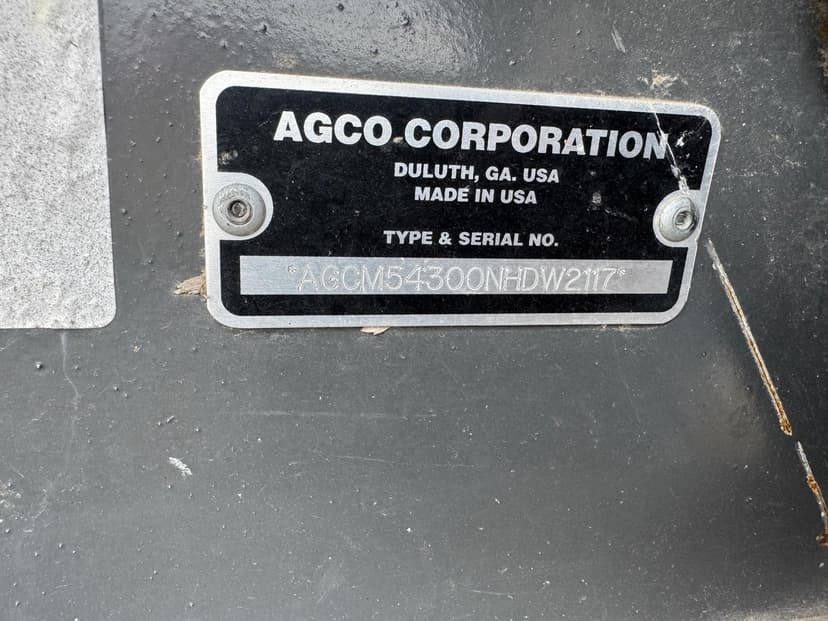 AGCO CORPORATION
DULUTH, GA. USA
MADE IN USA
TYPE & SERIAL NO.
*AGCM54300NHDW2117*